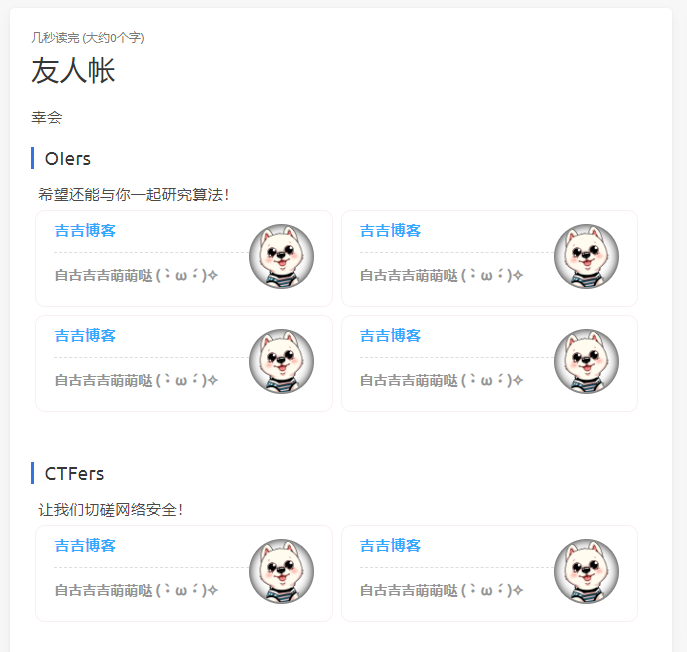 几秒读完 (大约0个字)
友人帐
幸会
OIers
希望还能与你一起研究算法！
吉吉博客 吉吉博客
自古吉吉萌萌哒 (・̀ω・́)✧ 自古吉吉萌萌哒 (・̀ω・́)✧
吉吉博客 吉吉博客
自古吉吉萌萌哒 (・̀ω・́)✧ 自古吉吉萌萌哒 (・̀ω・́)✧
CTFers
让我们切磋网络安全！
吉吉博客 吉吉博客
自古吉吉萌萌哒 (・̀ω・́)✧ 自古吉吉萌萌哒 (・̀ω・́)✧